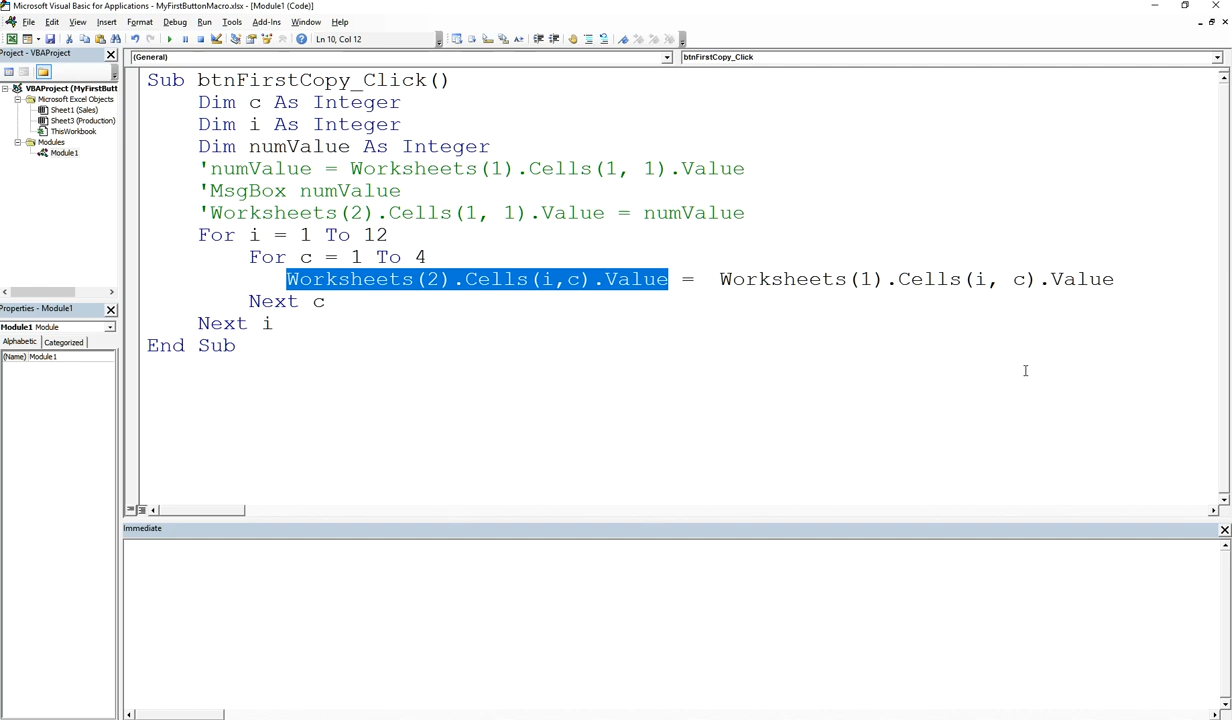 Microsoft Visual Basic for Applications - MyFirstButtonMacro.xlsx - [Module1 (Code)]
File Edit View Insert Format Debug Run Tools Add-Ins Window Help
Ln 10, Col 12
Project - VBAProject
(General) btnFirstCopy_Click
VBAProject (MyFirstButt
Microsoft Excel Objects
Sheet1 (Sales)
Sheet3 (Production)
ThisWorkbook
Modules
Module1
Sub btnFirstCopy_Click()
Dim c As Integer
Dim i As Integer
Dim numValue As Integer
'numValue = Worksheets(1).Cells(1, 1).Value
'MsgBox numValue
'Worksheets(2).Cells(1, 1).Value = numValue
For i = 1 To 12
For c = 1 To 4
Worksheets(2).Cells(i,c).Value =  Worksheets(1).Cells(i, c).Value
Next c
Next i
End Sub
Properties - Module1
Module1 Module
Alphabetic Categorized
(Name) Module1
Immediate